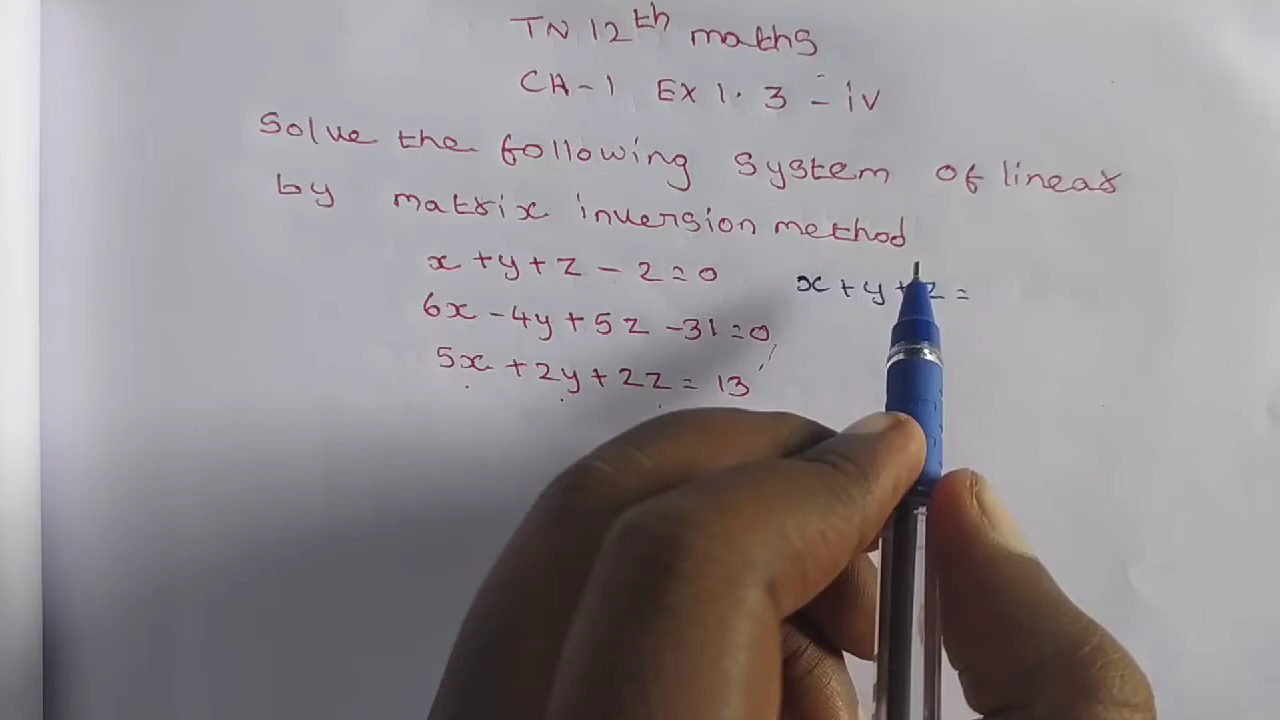 TN 12th maths
CH-1 EX 1.3 - iv
Solve the following system of linear
by matrix inversion method
x + y + z - 2 = 0
x + y + z =
6x - 4y + 5z - 31 = 0
5x + 2y + 2z = 13